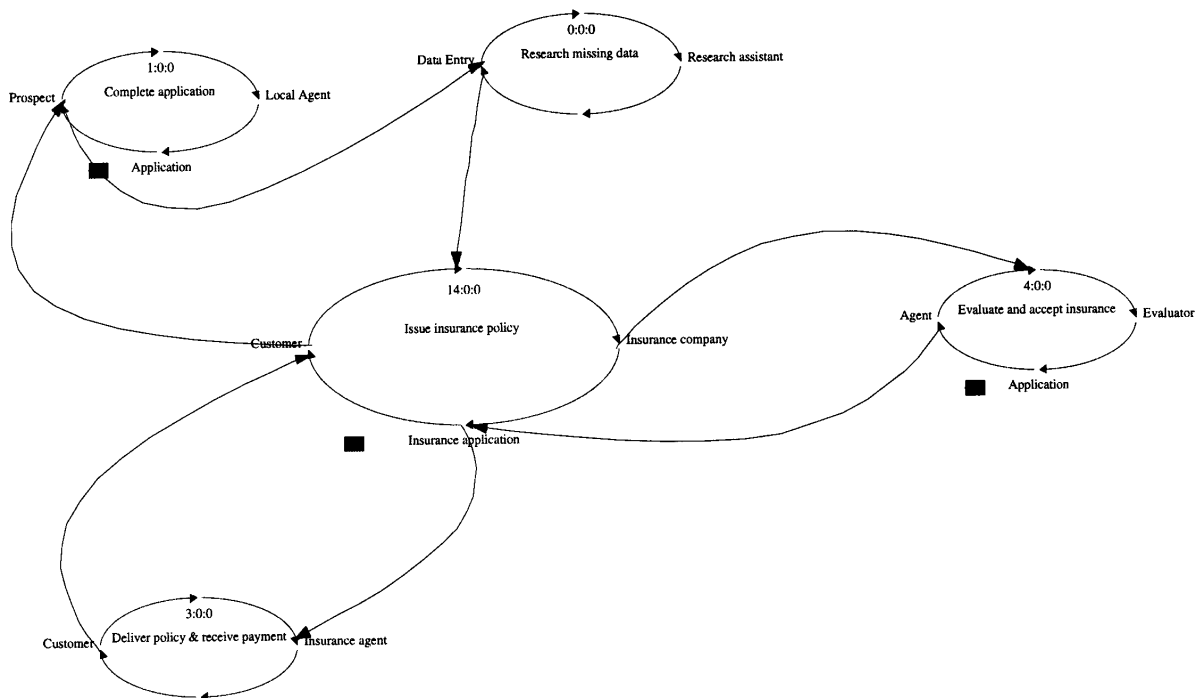 0:0:0
Research missing data
Data Entry
Research assistant
1:0:0
Complete application
Prospect
Local Agent
Application
14:0:0
Issue insurance policy
Customer
Insurance company
Insurance application
4:0:0
Evaluate and accept insurance
Agent
Evaluator
Application
3:0:0
Deliver policy & receive payment
Customer
Insurance agent